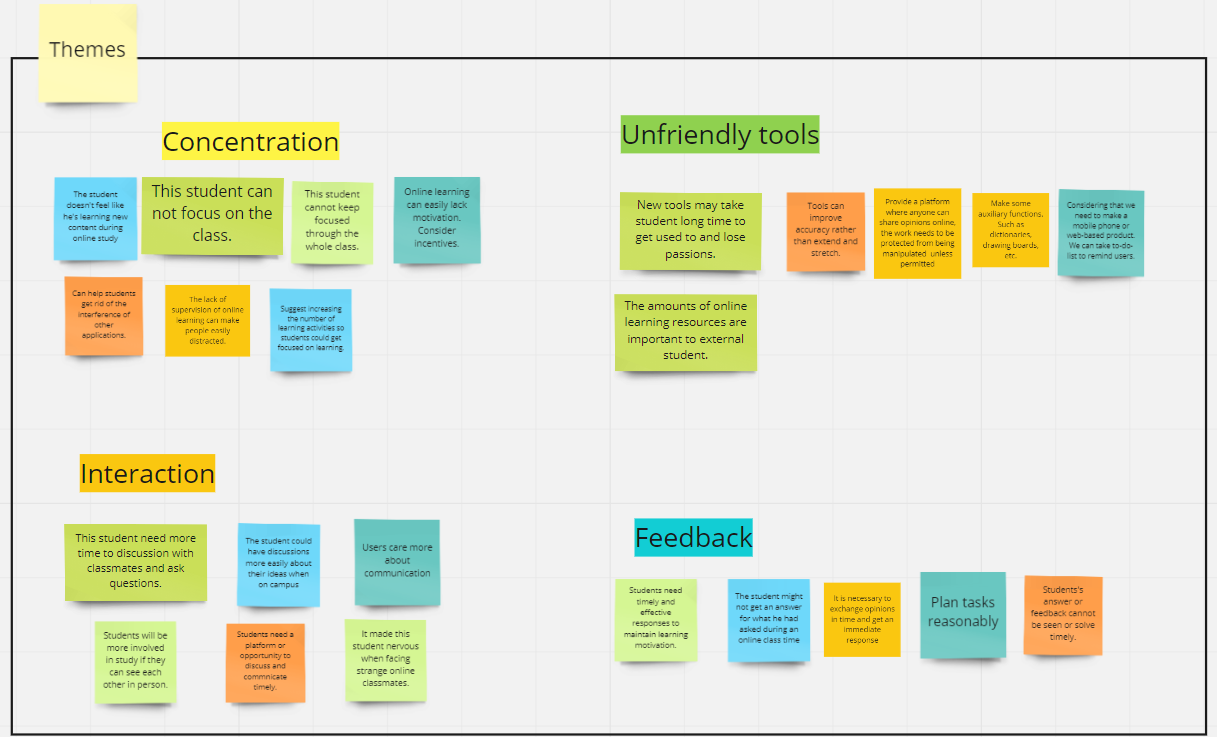 Themes
Concentration
The student
doesn't feel like
he's learning new
content during
online study
This student can
not focus on the
class.
This student
cannot keep
focused
through the
whole class.
Online learning
can easily lack
motivation.
Consider
incentives.
Can help students
get rid of the
interference of
other
applications.
The lack of
supervision of online
learning can make
people easily
distracted.
Suggest increasing
the number of
learning activities so
students could get
focused on learning.
Unfriendly tools
New tools may take
student long time to
get used to and lose
passions.
Tools can
improve
accuracy rather
than extend and
stretch.
Provide a platform
where anyone can
share opinions online,
the work needs to be
protected from being
manipulated unless
permitted
Make some
auxiliary functions.
Such as
dictionaries,
drawing boards,
etc.
Considering that we
need to make a
mobile phone or
web-based product.
We can take to-do-
list to remind users.
The amounts of online
learning resources are
important to external
student.
Interaction
This student need more
time to discussion with
classmates and ask
questions.
The student could
have discussions
more easily about
their ideas when
on campus
Users care more
about
communication
Students will be
more involved
in study if they
can see each
other in person.
Students need a
platform or
opportunity to
discuss and
commnicate
timely.
It made this
student nervous
when facing
strange online
classmates.
Feedback
Students need
timely and
effective
responses to
maintain learning
motivation.
The student might
not get an answer
for what he had
asked during an
online class time
It is necessary to
exchange opinions
in time and get an
immediate
response
Plan tasks
reasonably
Students's
answer or
feedback cannot
be seen or solve
timely.